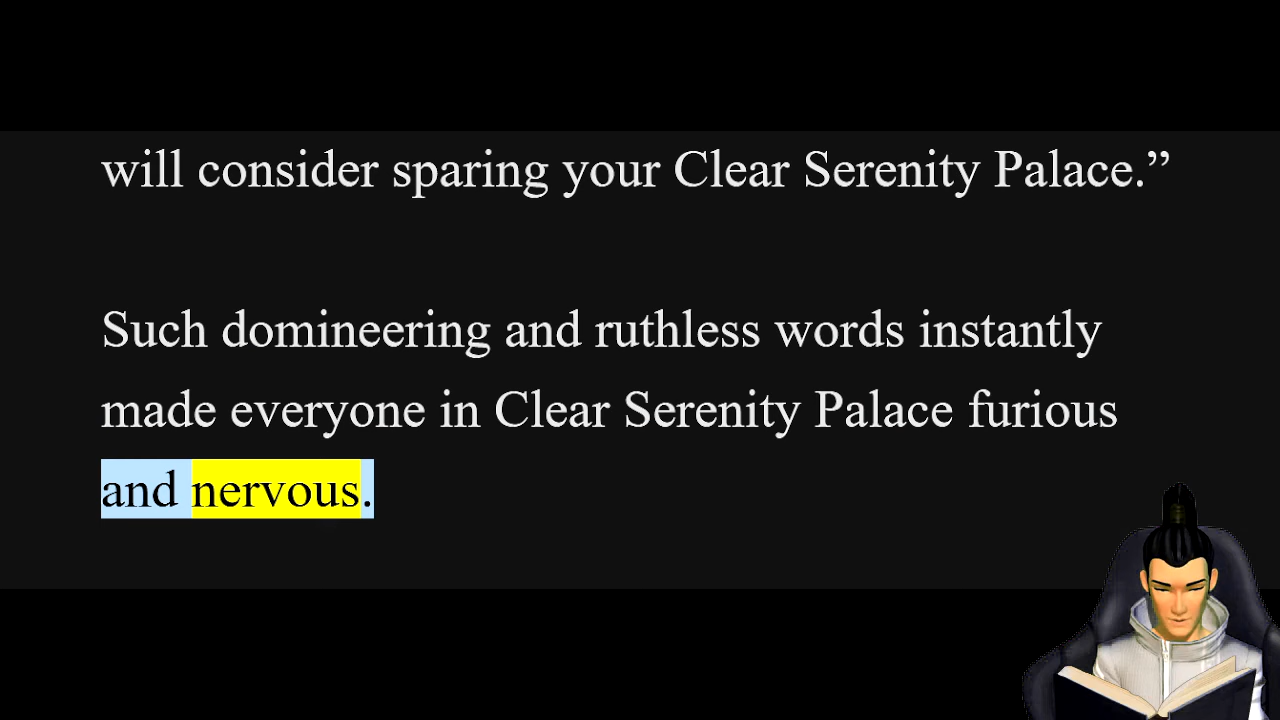 will consider sparing your Clear Serenity Palace.”
Such domineering and ruthless words instantly
made everyone in Clear Serenity Palace furious
and nervous.